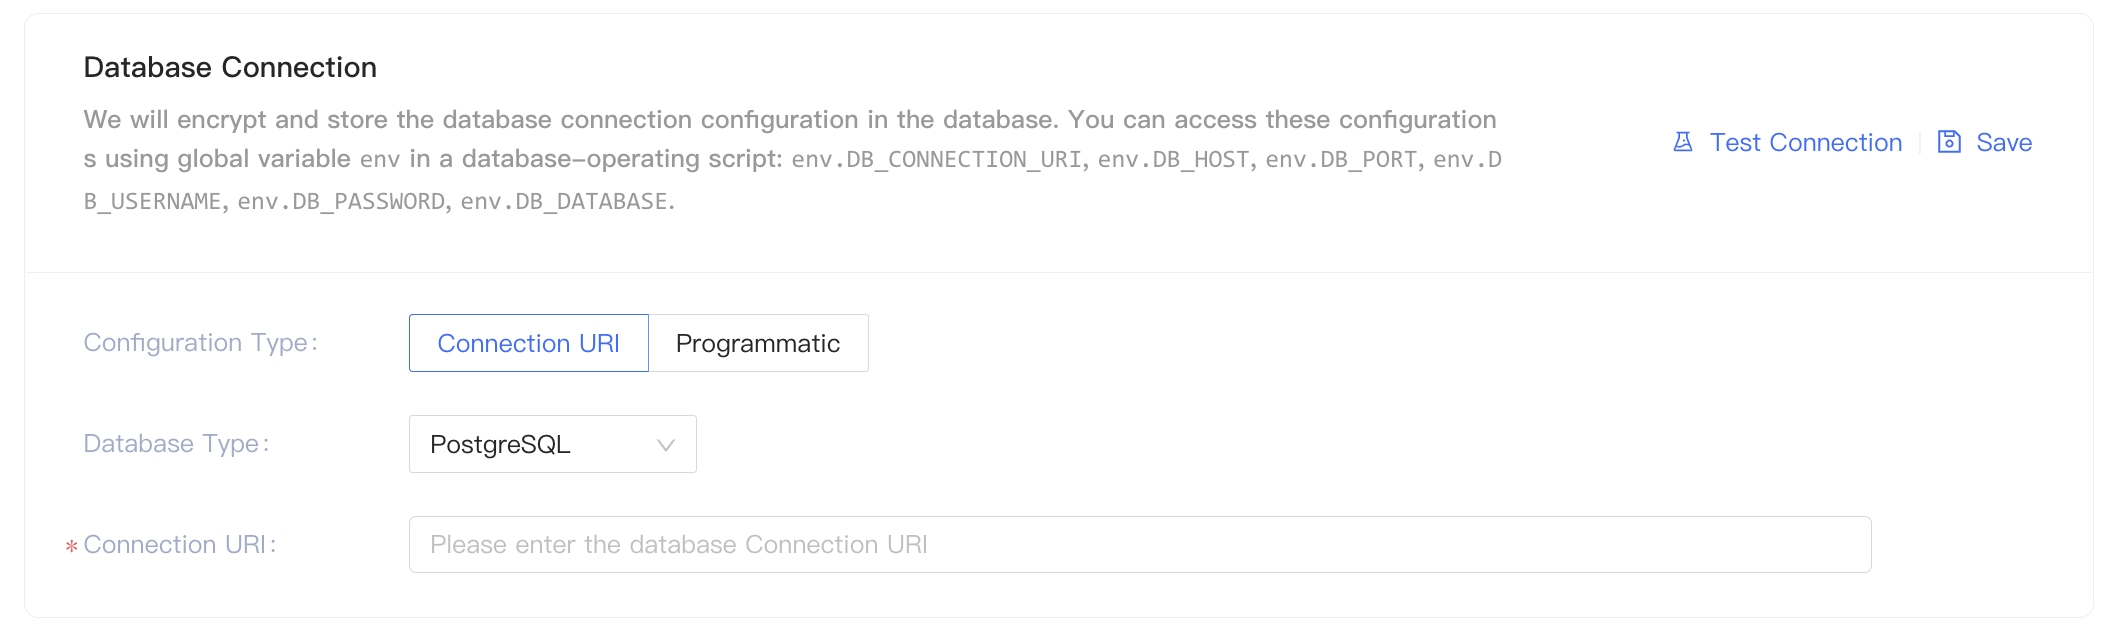 Database Connection
We will encrypt and store the database connection configuration in the database. You can access these configuration
s using global variable env in a database-operating script: env.DB_CONNECTION_URI, env.DB_HOST, env.DB_PORT, env.D
B_USERNAME, env.DB_PASSWORD, env.DB_DATABASE.
Test Connection
Save
Configuration Type:
Connection URI
Programmatic
Database Type:
PostgreSQL
* Connection URI:
Please enter the database Connection URI